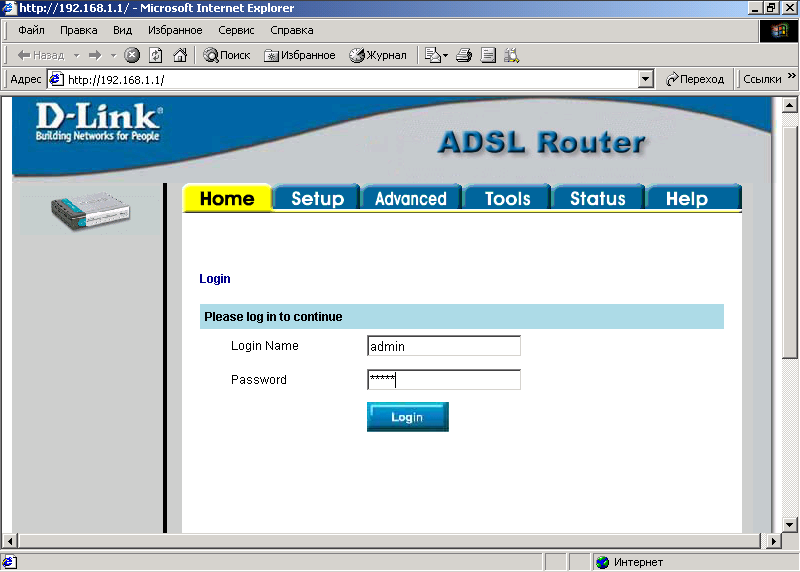 http://192.168.1.1/ - Microsoft Internet Explorer
Файл Правка Вид Избранное Сервис Справка
Назад Поиск Избранное Журнал
Адрес http://192.168.1.1/ Переход Ссылки »
D-Link®
Building Networks for People
ADSL Router
Home Setup Advanced Tools Status Help
Login
Please log in to continue
Login Name admin
Password *****
Login
Интернет